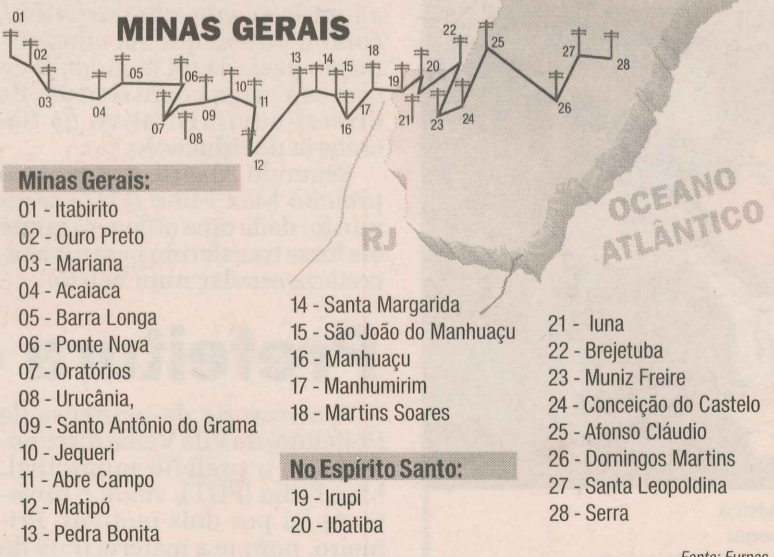 MINAS GERAIS
01
02
03
04
05
06
07
08
09
10
11
12
13
14
15
16
17
18
19
20
21
22
23
24
25
26
27
28
RJ
OCEANO
ATLÂNTICO
Minas Gerais:
01 - Itabirito
02 - Ouro Preto
03 - Mariana
04 - Acaiaca
05 - Barra Longa
06 - Ponte Nova
07 - Oratórios
08 - Urucânia,
09 - Santo Antônio do Grama
10 - Jequeri
11 - Abre Campo
12 - Matipó
13 - Pedra Bonita
14 - Santa Margarida
15 - São João do Manhuaçu
16 - Manhuaçu
17 - Manhumirim
18 - Martins Soares
No Espírito Santo:
19 - Irupi
20 - Ibatiba
21 - Iuna
22 - Brejetuba
23 - Muniz Freire
24 - Conceição do Castelo
25 - Afonso Cláudio
26 - Domingos Martins
27 - Santa Leopoldina
28 - Serra
Fonte: Furnas